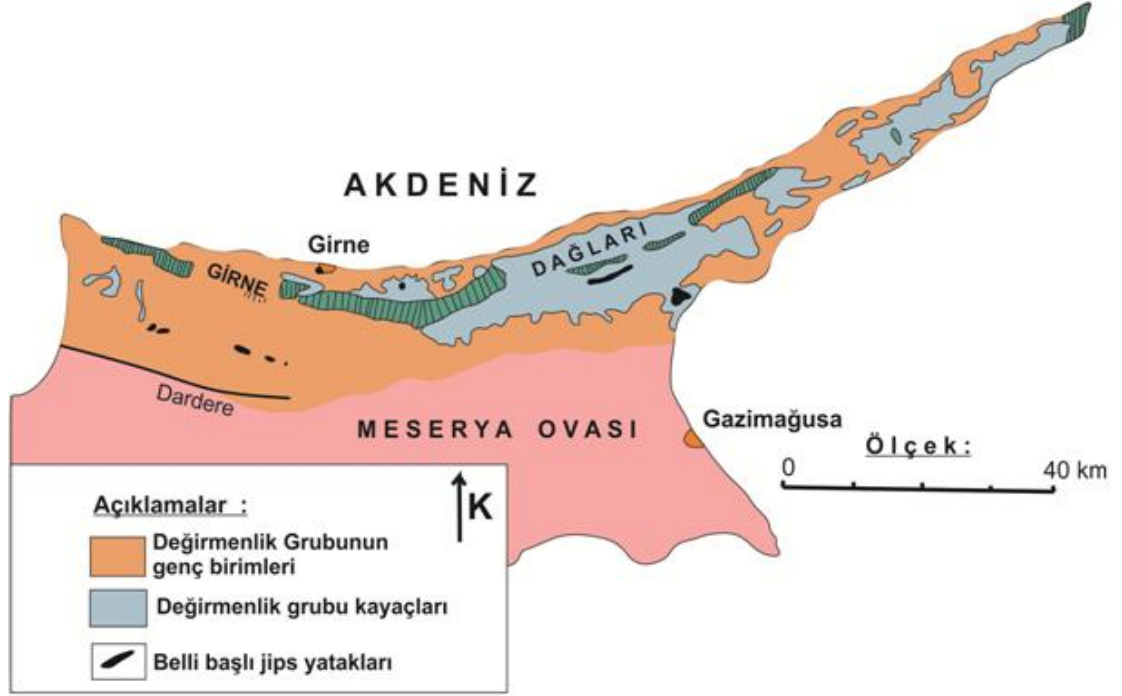 AKDENİZ
Girne
GİRNE
DAĞLARI
Dardere
MESERYA OVASI
Gazimağusa
Ölçek:
0 40 km
K
Açıklamalar :
Değirmenlik Grubunun
genç birimleri
Değirmenlik grubu kayaçları
Belli başlı jips yatakları